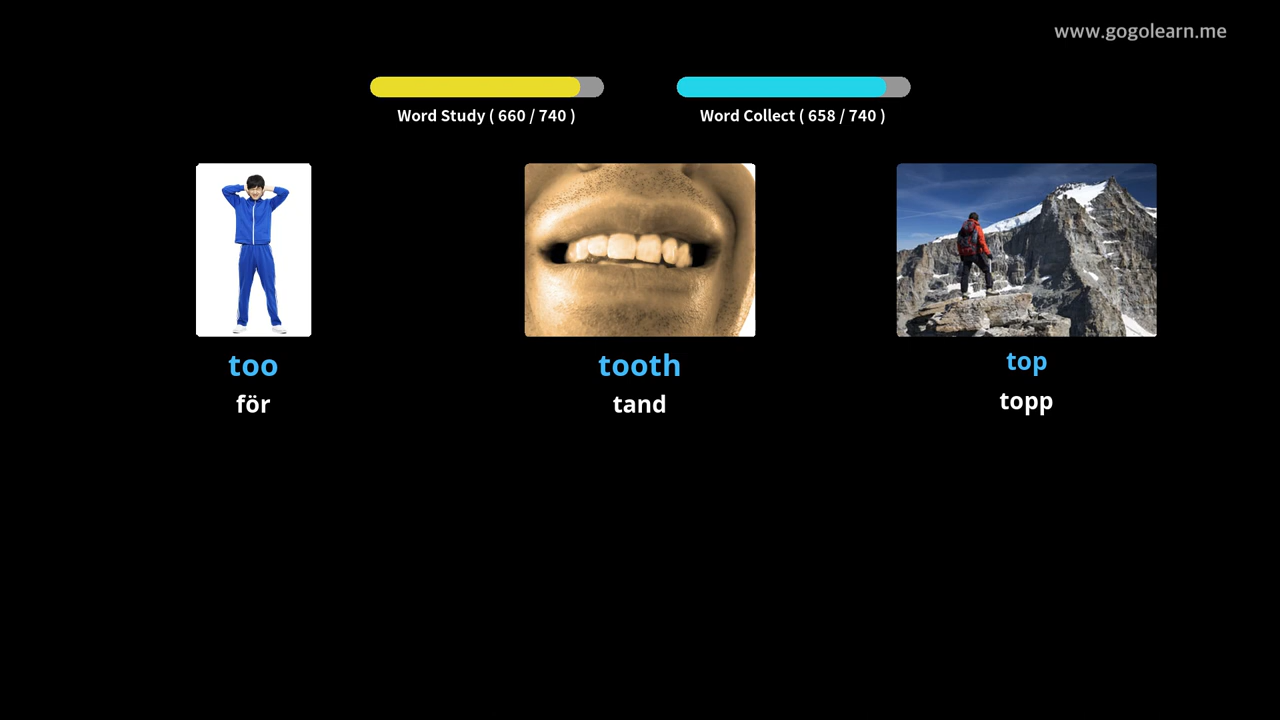 www.gogolearn.me
Word Study ( 660 / 740 )
Word Collect ( 658 / 740 )
too
för
tooth
tand
top
topp